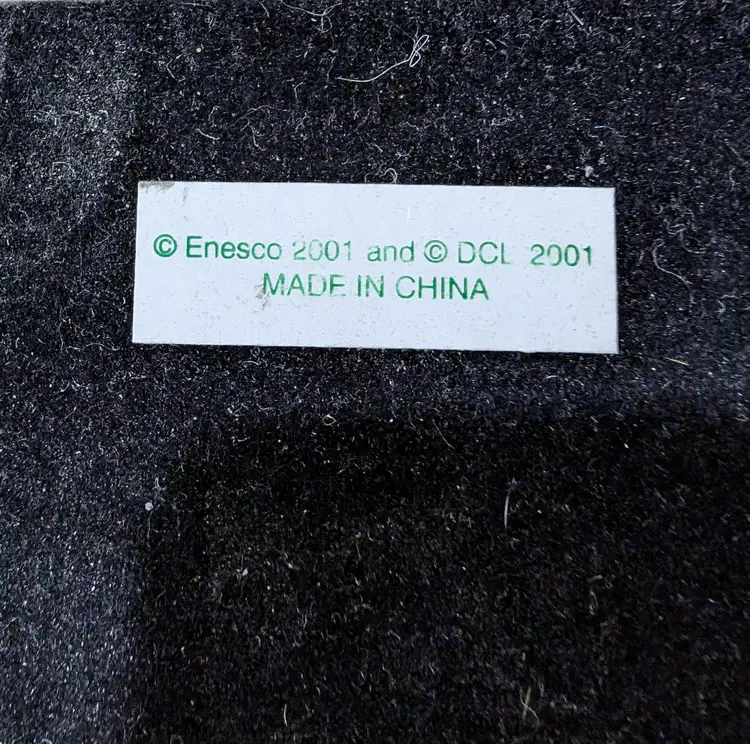 © Enesco 2001 and © DCL 2001
MADE IN CHINA